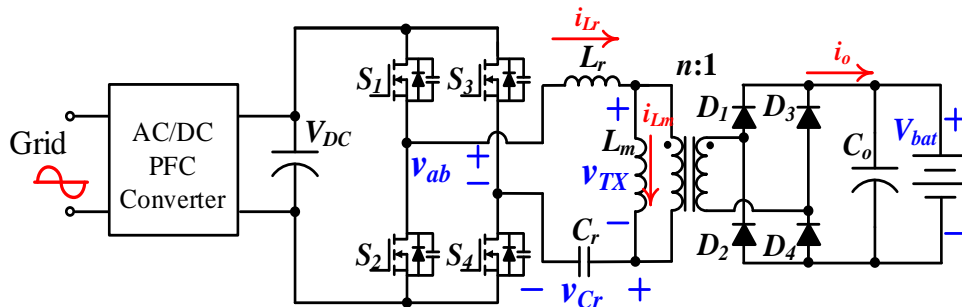 Grid
AC/DC
PFC
Converter
V_DC
S_1
S_3
S_2
S_4
v_ab
+
−
i_Lr
L_r
n:1
+
i_Lm
L_m
v_TX
−
C_r
− v_Cr +
i_o
D_1
D_3
D_2
D_4
C_o
V_bat
+
−